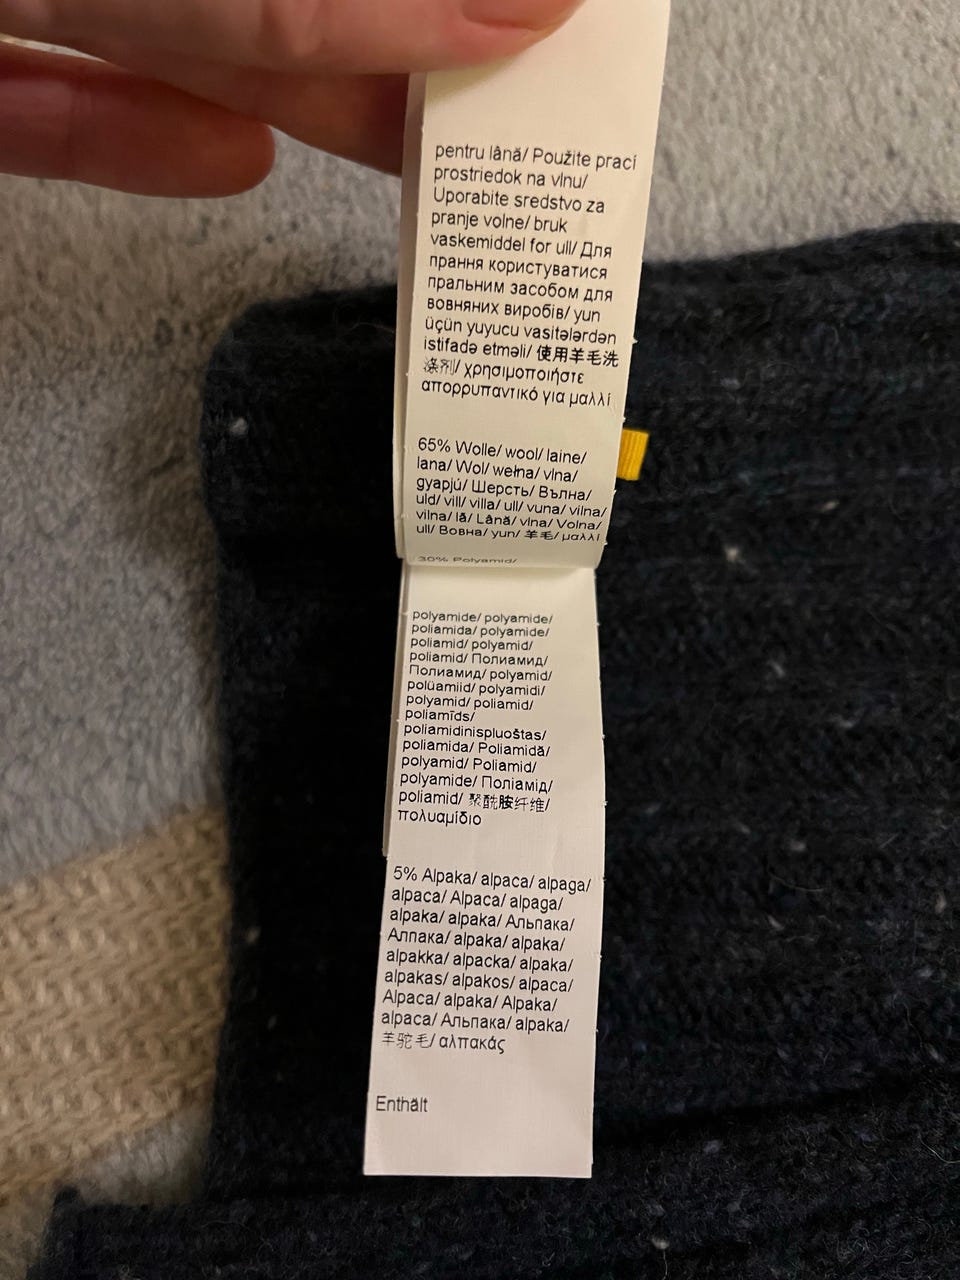 pentru lână/ Použite prací
prostriedok na vlnu/
Uporabite sredstvo za
pranje volne/ bruk
vaskemiddel for ull/ Для
прання користуватися
пральним засобом для
вовняних виробів/ yun
üçün yuyucu vasitələrdən
istifadə etməli/ 使用羊毛洗
涤剂/ χρησιμοποιήστε
απορρυπαντικό για μαλλί
65% Wolle/ wool/ laine/
lana/ Wol/ wełna/ vlna/
gyapjú/ Шерсть/ Вълна/
uld/ vill/ villa/ ull/ vuna/ vilna/
vilna/ lă/ Lână/ vlna/ Volna/
ull/ Вовна/ yun/ 羊毛/ μαλλί
30% Polyamid/
polyamide/ polyamide/
poliamida/ polyamide/
poliamid/ polyamid/
poliamid/ Полиамид/
Полиамид/ polyamid/
polüamiid/ polyamidi/
polyamid/ poliamid/
poliamīds/
poliamidinispluoštas/
poliamida/ Poliamidă/
polyamid/ Poliamid/
polyamide/ Поліамід/
poliamid/ 聚酰胺纤维/
πολυαμίδιο
5% Alpaka/ alpaca/ alpaga/
alpaca/ Alpaca/ alpaga/
alpaka/ alpaka/ Альпака/
Алпака/ alpaka/ alpaka/
alpakka/ alpacka/ alpaka/
alpakas/ alpakos/ alpaca/
Alpaca/ alpaka/ Alpaka/
alpaca/ Альпака/ alpaka/
羊驼毛/ αλπακάς
Enthält